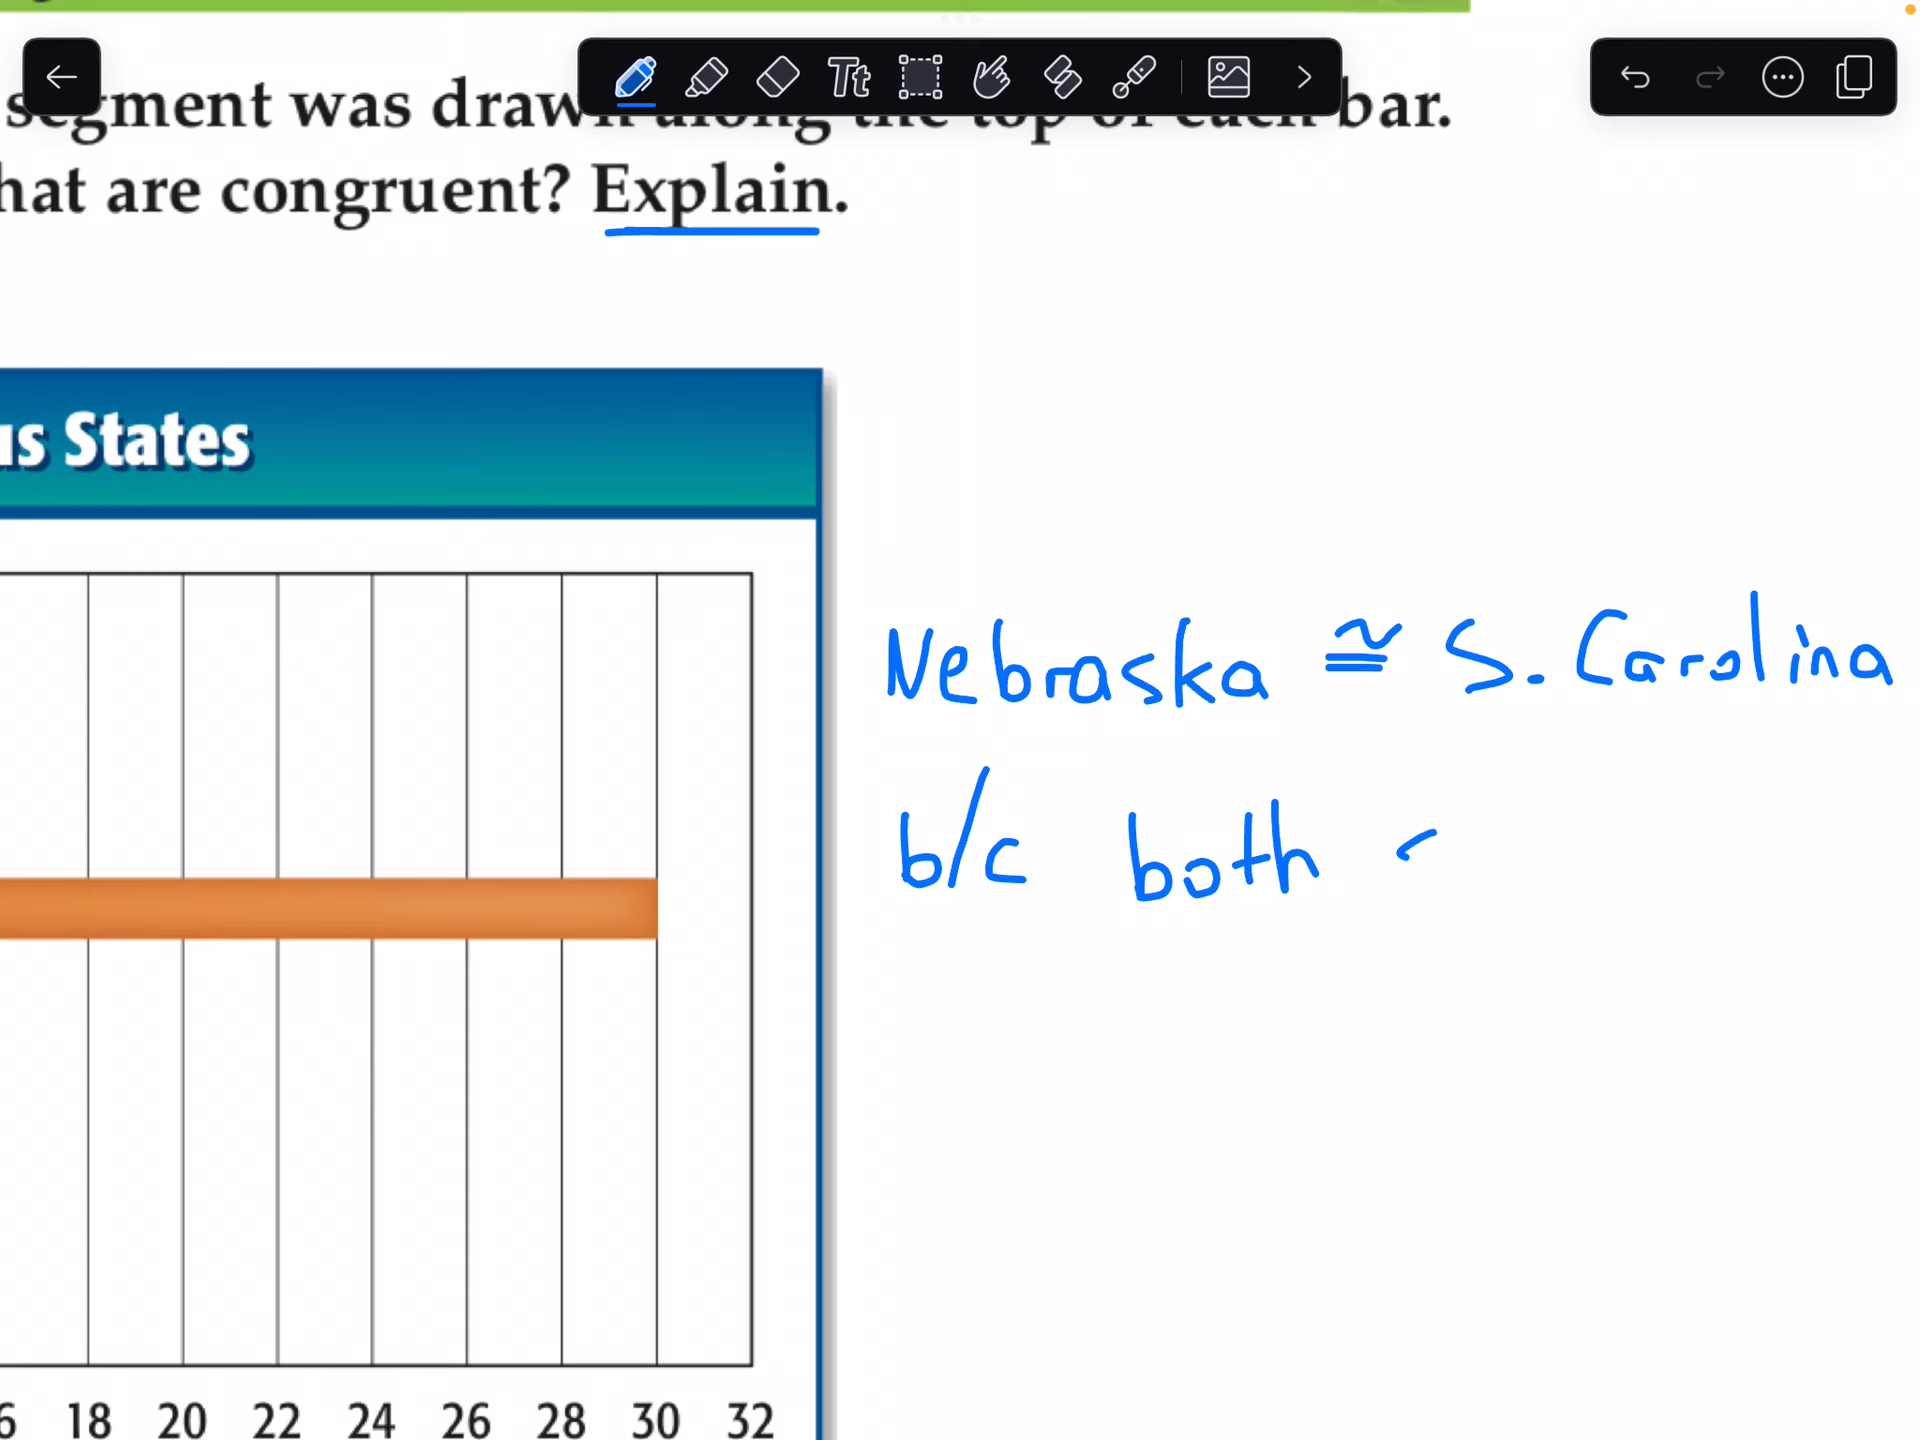 segment was drawn along the top of each bar.
hat are congruent? Explain.
us States
Nebraska ≅ S. Carolina
b/c both
6 18 20 22 24 26 28 30 32